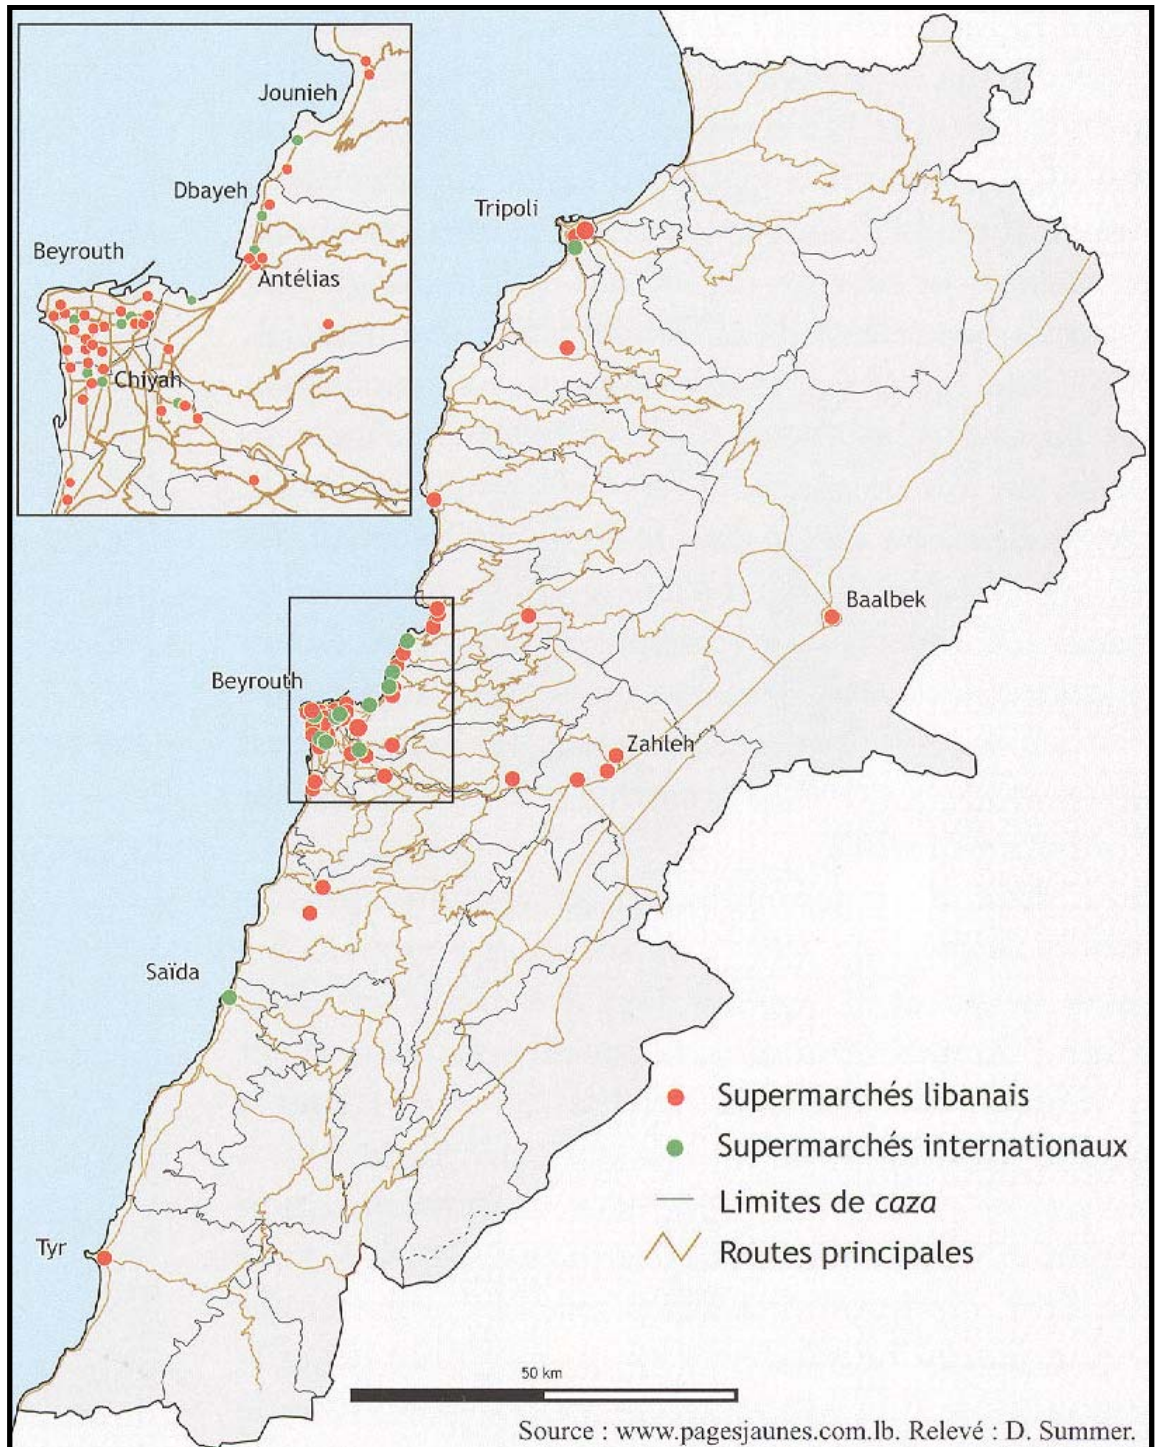 Jounieh
Dbayeh
Beyrouth
Antélias
Chiyah
Tripoli
Baalbek
Beyrouth
Zahleh
Saïda
Supermarchés libanais
Supermarchés internationaux
Limites de caza
Routes principales
Tyr
50 km
Source : www.pagesjaunes.com.lb. Relevé : D. Summer.